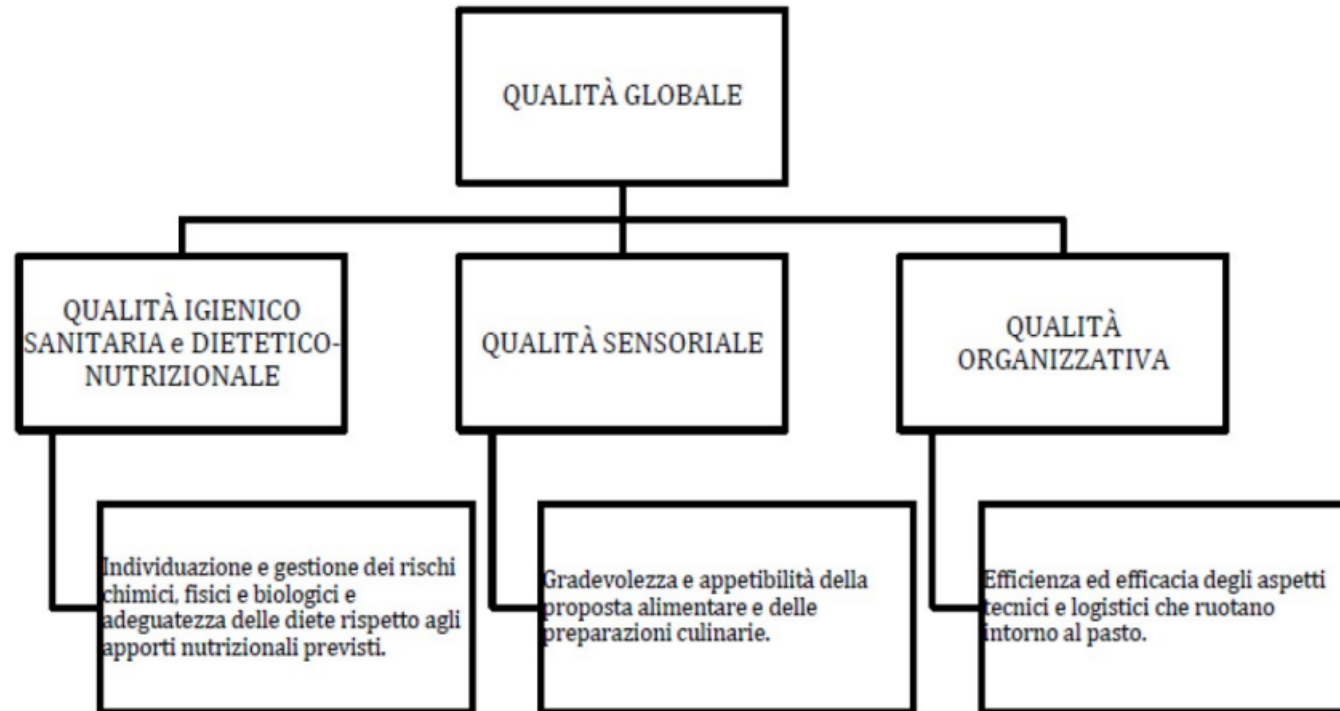 QUALITÀ GLOBALE
QUALITÀ IGIENICO
SANITARIA e DIETETICO-
NUTRIZIONALE
QUALITÀ SENSORIALE
QUALITÀ
ORGANIZZATIVA
Individuazione e gestione dei rischi
chimici, fisici e biologici e
adeguatezza delle diete rispetto agli
apporti nutrizionali previsti.
Gradevolezza e appetibilità della
proposta alimentare e delle
preparazioni culinarie.
Efficienza ed efficacia degli aspetti
tecnici e logistici che ruotano
intorno al pasto.